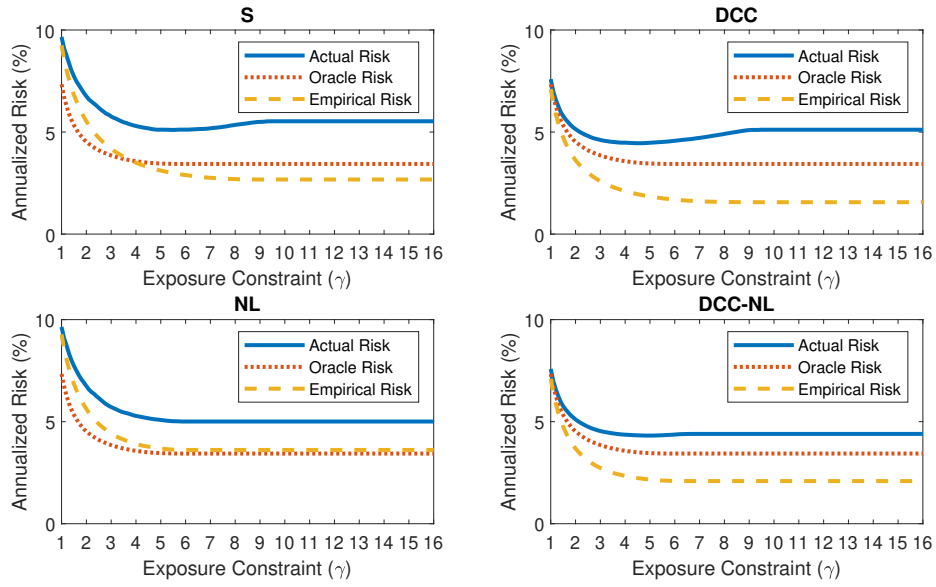 S
10
5
0
Annualized Risk (%)
Actual Risk
Oracle Risk
Empirical Risk
1 2 3 4 5 6 7 8 9 10 11 12 13 14 15 16
Exposure Constraint (γ)
DCC
10
5
0
Annualized Risk (%)
Actual Risk
Oracle Risk
Empirical Risk
1 2 3 4 5 6 7 8 9 10 11 12 13 14 15 16
Exposure Constraint (γ)
NL
10
5
0
Annualized Risk (%)
Actual Risk
Oracle Risk
Empirical Risk
1 2 3 4 5 6 7 8 9 10 11 12 13 14 15 16
Exposure Constraint (γ)
DCC-NL
10
5
0
Annualized Risk (%)
Actual Risk
Oracle Risk
Empirical Risk
1 2 3 4 5 6 7 8 9 10 11 12 13 14 15 16
Exposure Constraint (γ)